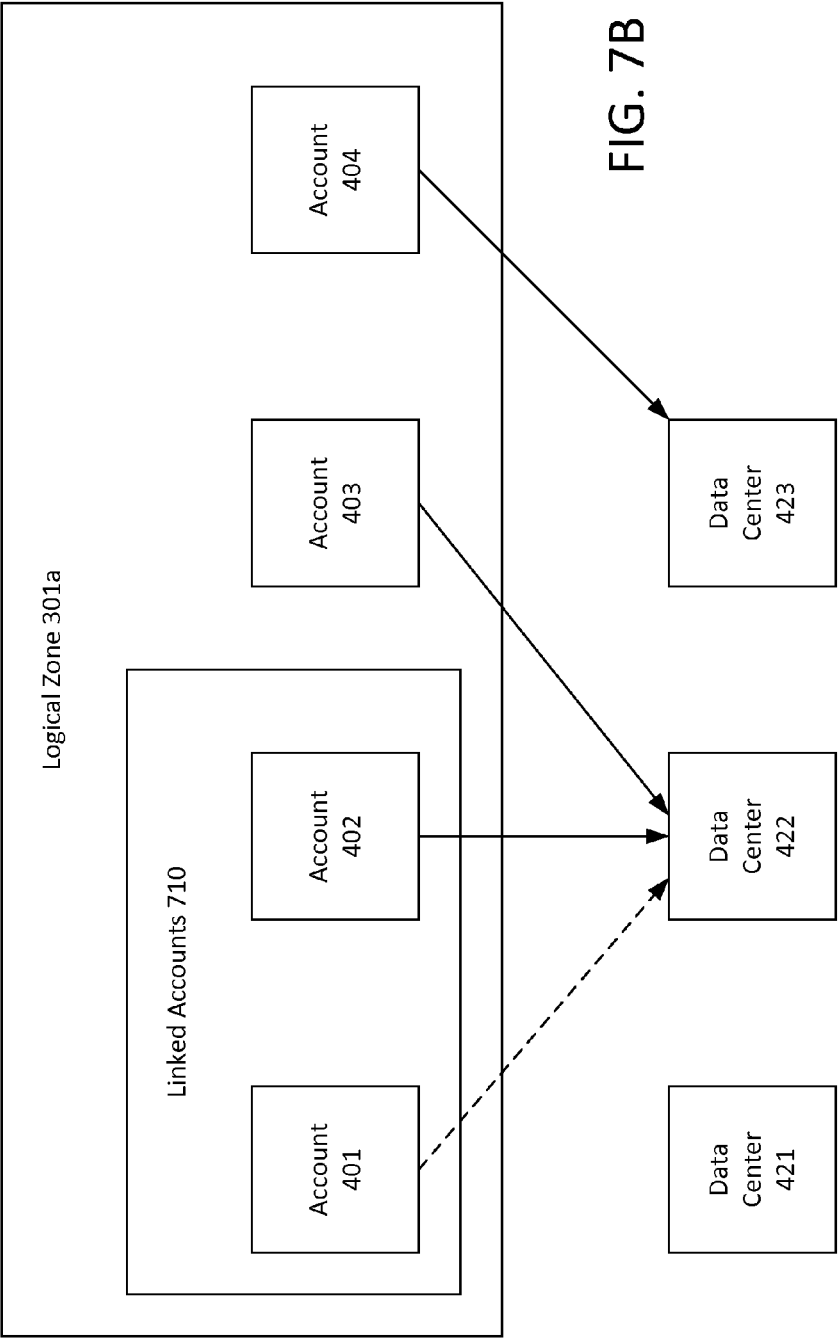 Logical Zone 301a
Linked Accounts 710
Account
401
Account
402
Account
403
Account
404
Data
Center
421
Data
Center
422
Data
Center
423
FIG. 7B